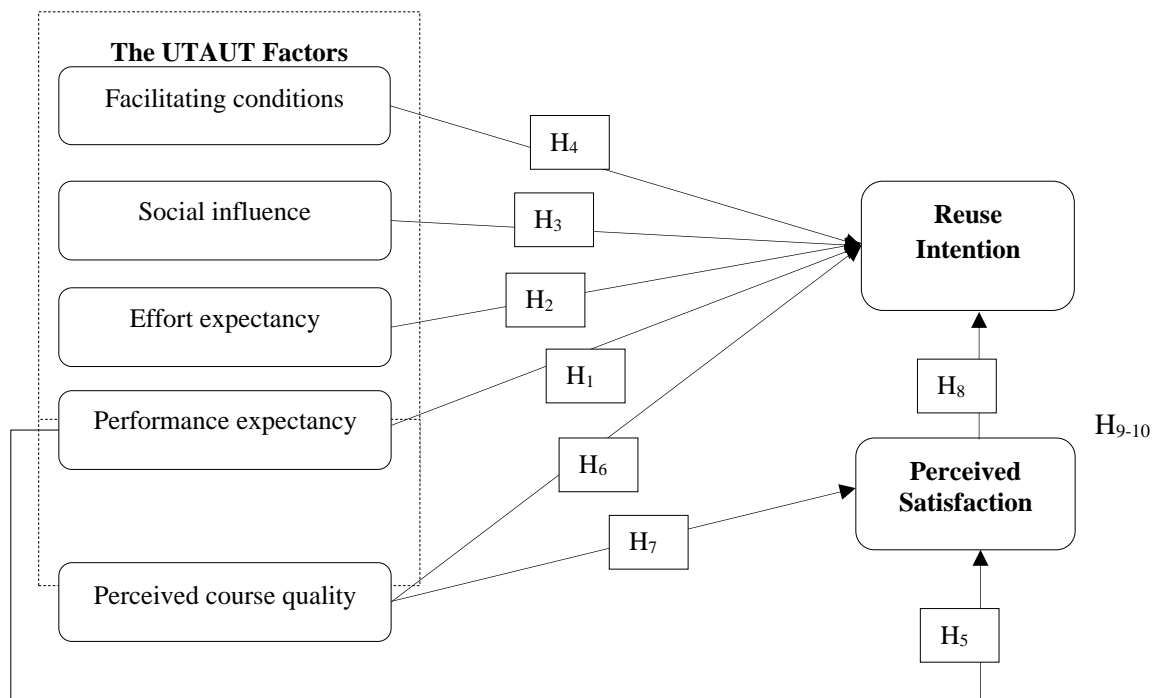 The UTAUT Factors
Facilitating conditions
H₄
Social influence
H₃
Reuse
Intention
Effort expectancy
H₂
H₁
H₈
Performance expectancy
H₉₋₁₀
H₆
Perceived
Satisfaction
H₇
Perceived course quality
H₅